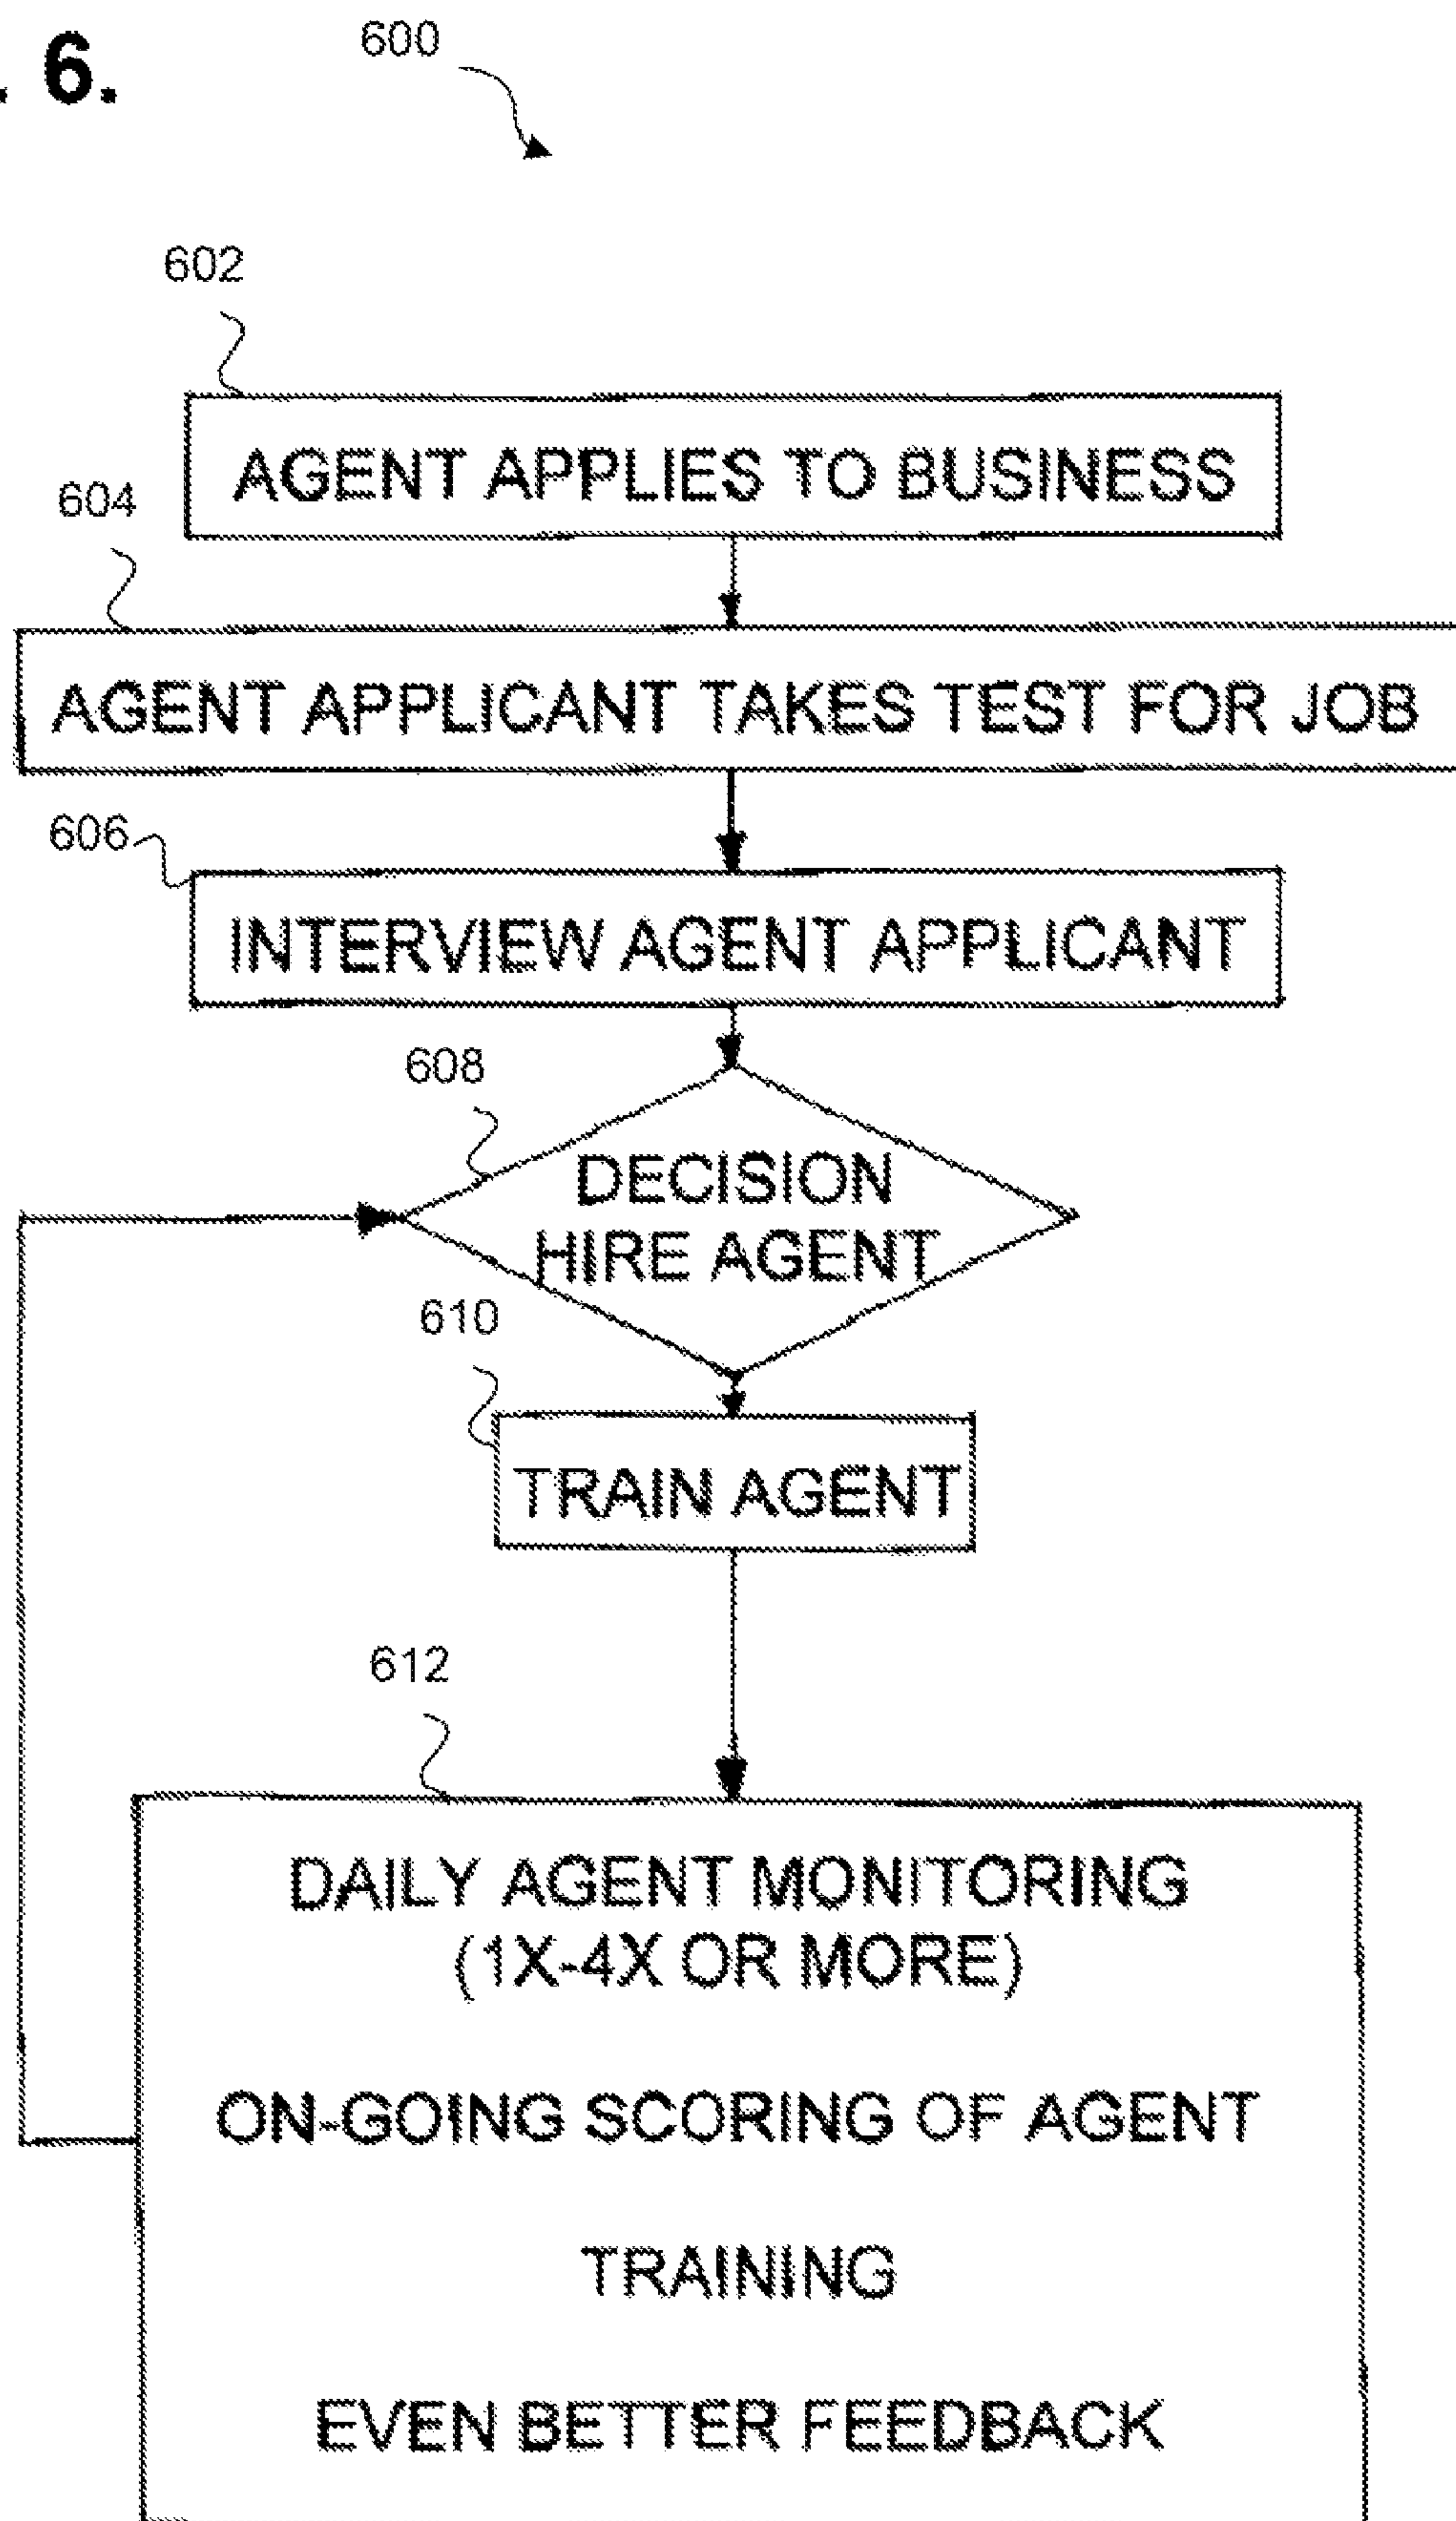 . 6.
600
602
AGENT APPLIES TO BUSINESS
604
AGENT APPLICANT TAKES TEST FOR JOB
606
INTERVIEW AGENT APPLICANT
608
DECISION
HIRE AGENT
610
TRAIN AGENT
612
DAILY AGENT MONITORING
(1X-4X OR MORE)
ON-GOING SCORING OF AGENT
TRAINING
EVEN BETTER FEEDBACK